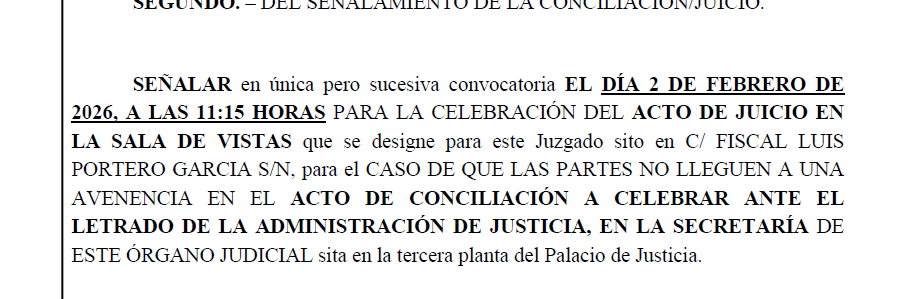 SEGUNDO. – DEL SEÑALAMIENTO DE LA CONCILIACIÓN/JUICIO.
SEÑALAR en única pero sucesiva convocatoria EL DÍA 2 DE FEBRERO DE
2026, A LAS 11:15 HORAS PARA LA CELEBRACIÓN DEL ACTO DE JUICIO EN
LA SALA DE VISTAS que se designe para este Juzgado sito en C/ FISCAL LUIS
PORTERO GARCIA S/N, para el CASO DE QUE LAS PARTES NO LLEGUEN A UNA
AVENENCIA EN EL ACTO DE CONCILIACIÓN A CELEBRAR ANTE EL
LETRADO DE LA ADMINISTRACIÓN DE JUSTICIA, EN LA SECRETARÍA DE
ESTE ÓRGANO JUDICIAL sita en la tercera planta del Palacio de Justicia.